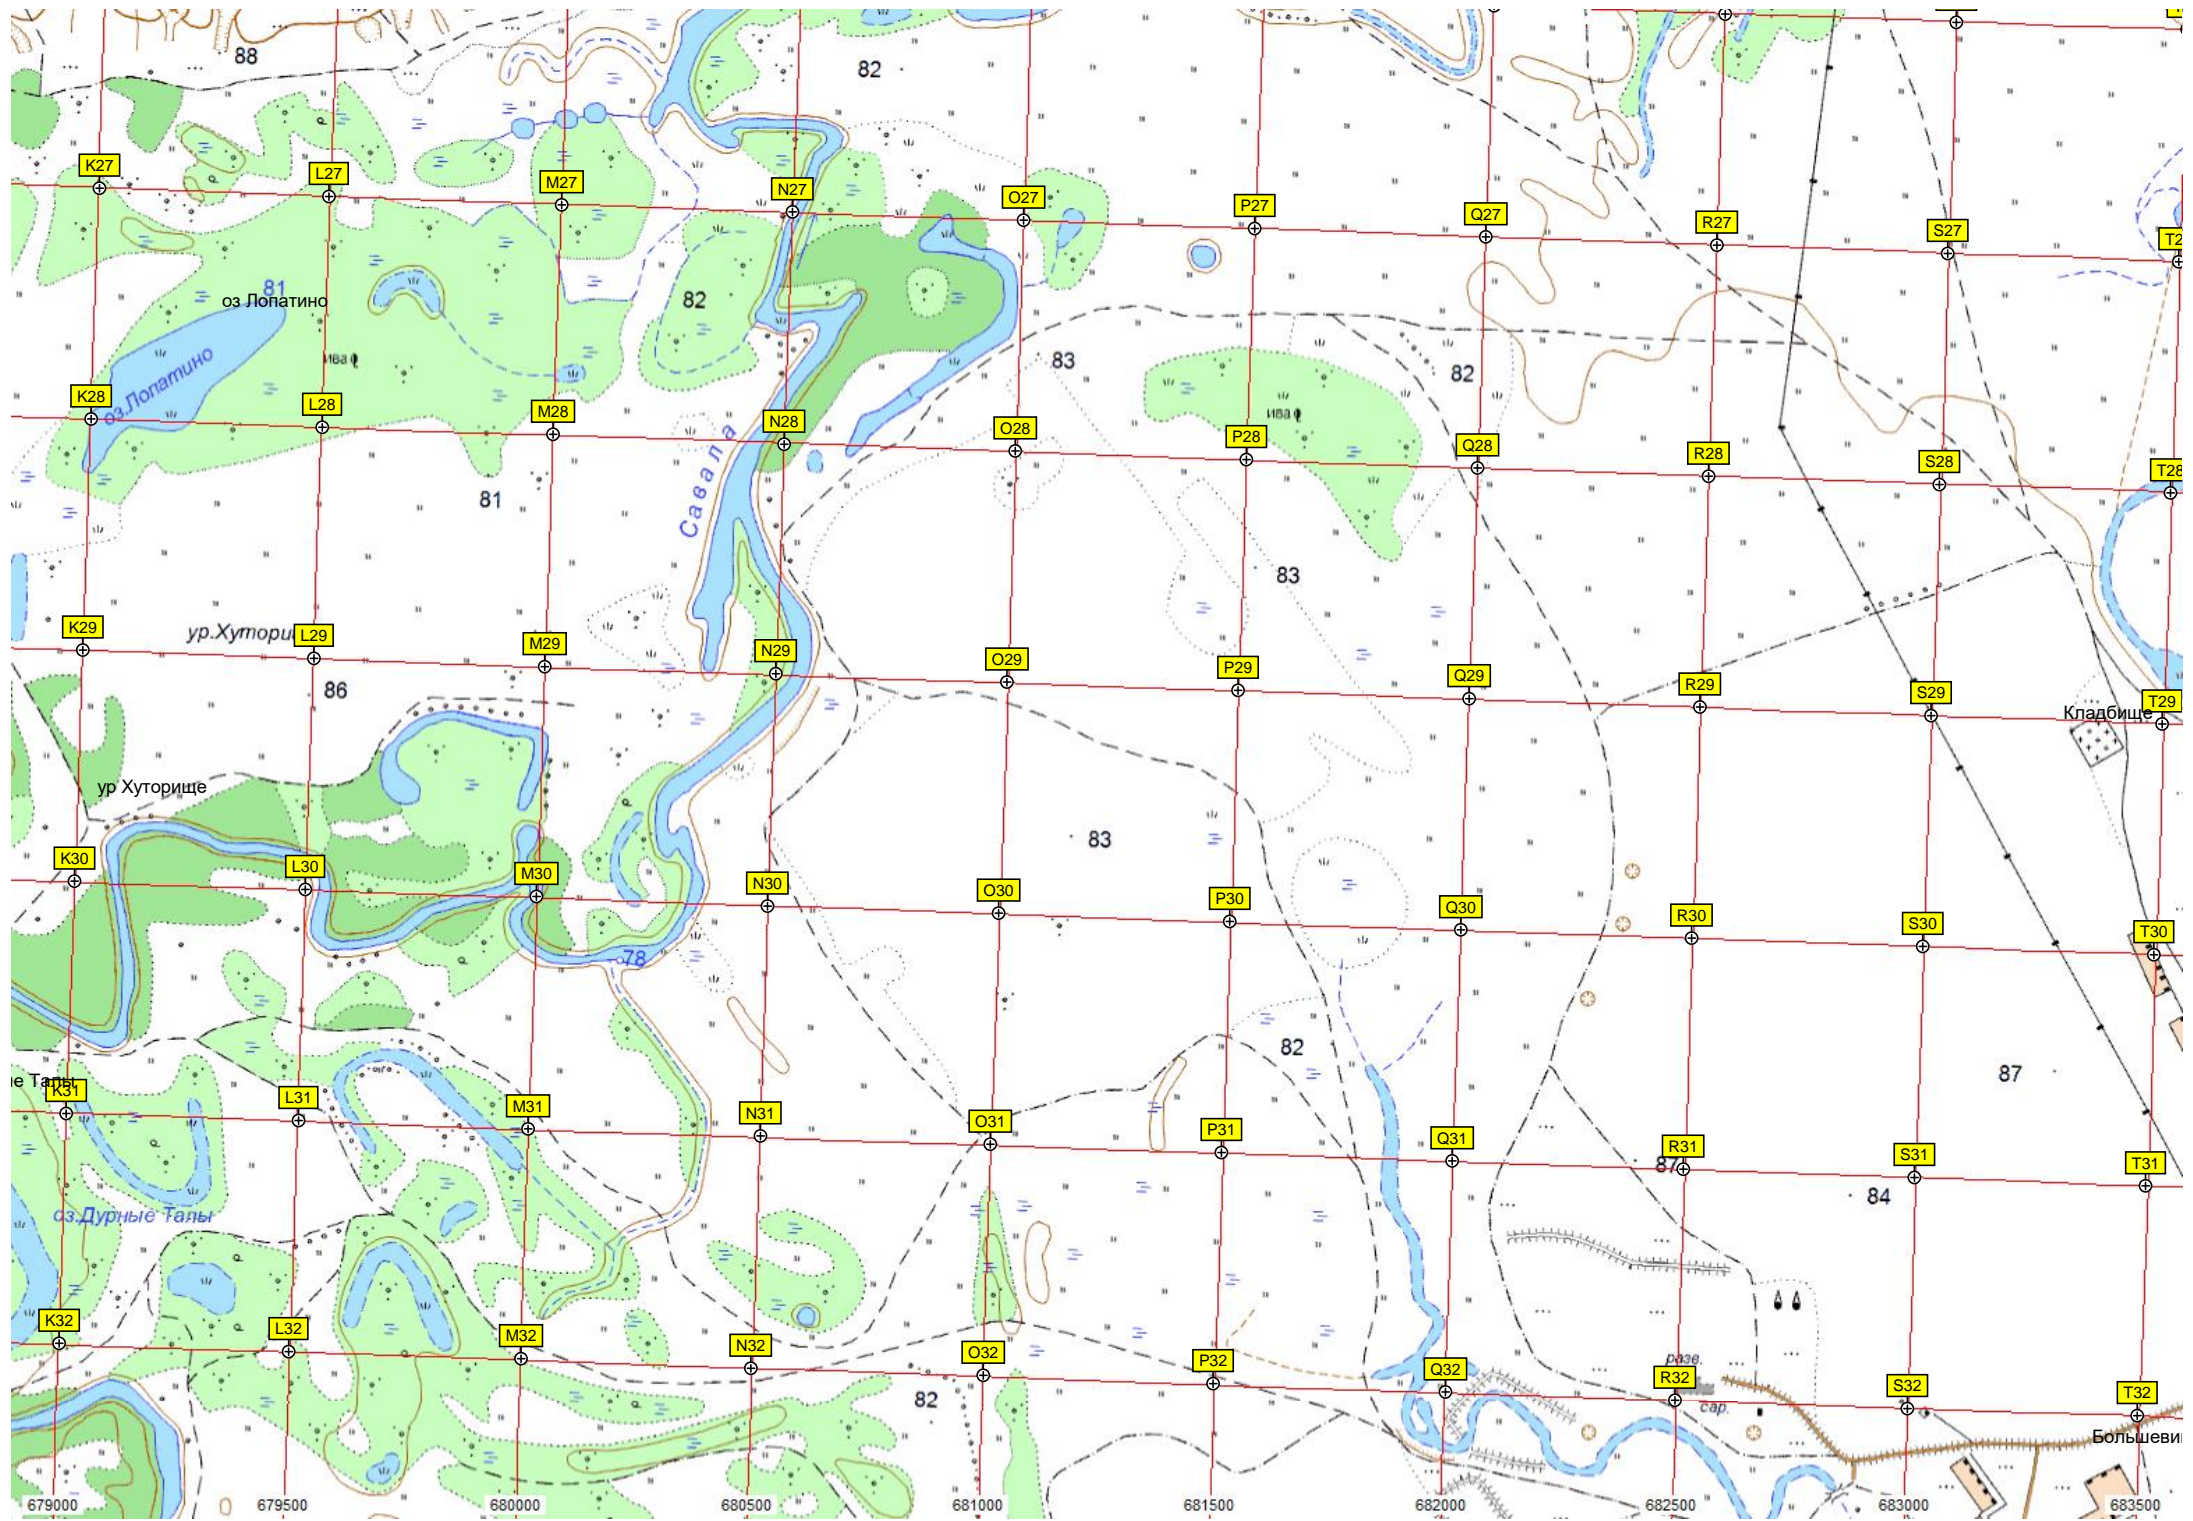 88
82
K27
L27
M27
N27
O27
P27
Q27
R27
S27
81
оз Лопатино
82
ива
оз.Лопатино
83
82
ива
K28
L28
M28
N28
O28
P28
Q28
R28
S28
T28
81
Савала
83
K29
ур.Хутори
L29
M29
N29
O29
P29
Q29
R29
S29
T29
86
Кладбище
ур Хуторище
83
K30
L30
M30
N30
O30
P30
Q30
R30
S30
T30
78
82
87
е Талы
K31
L31
M31
N31
O31
P31
Q31
R31
S31
T31
87
84
оз.Дурные Талы
K32
L32
M32
N32
O32
P32
Q32
разв.
R32
S32
T32
82
сар.
Большеви
679000
679500
680000
680500
681000
681500
682000
682500
683000
683500